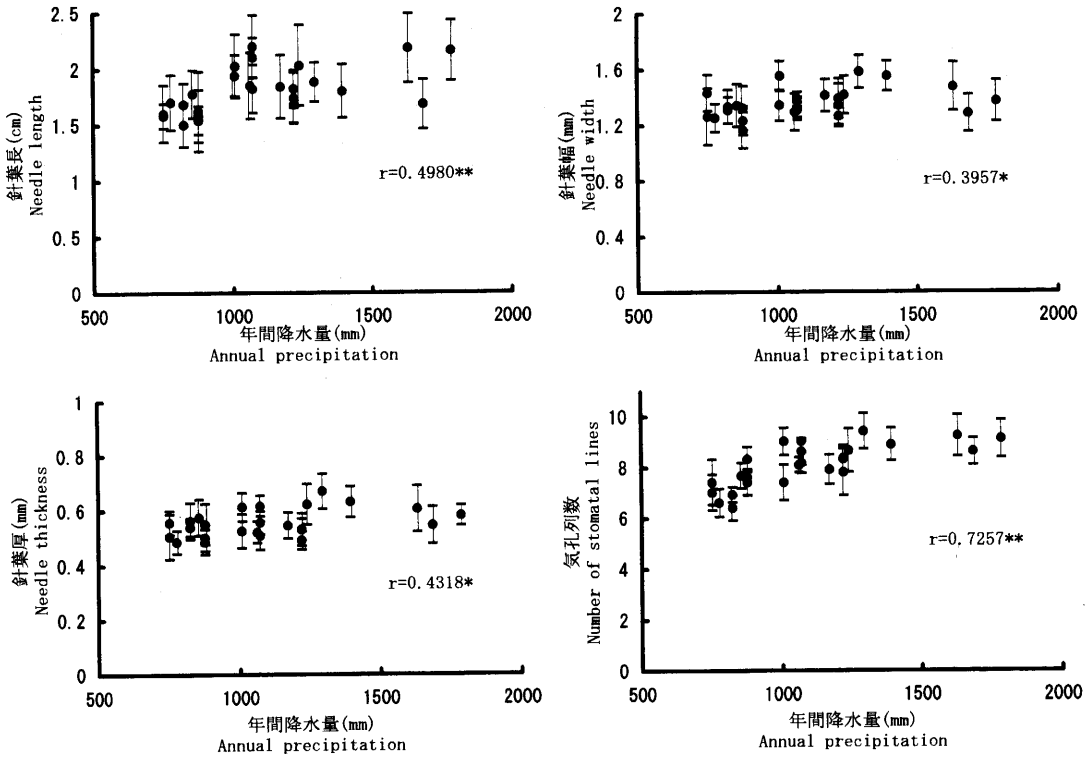 2.5
2
1.5
1
0.5
0
針葉長(cm)
Needle length
r=0.4980**
500
1000
1500
2000
年間降水量(mm)
Annual precipitation
2
1.6
1.2
0.8
0.4
0
針葉幅(mm)
Needle width
r=0.3957*
500
1000
1500
2000
年間降水量(mm)
Annual precipitation
1
0.8
0.6
0.4
0.2
0
針葉厚(mm)
Needle thickness
r=0.4318*
500
1000
1500
2000
年間降水量(mm)
Annual precipitation
10
8
6
4
2
0
気孔列数
Number of stomatal lines
r=0.7257**
500
1000
1500
2000
年間降水量(mm)
Annual precipitation